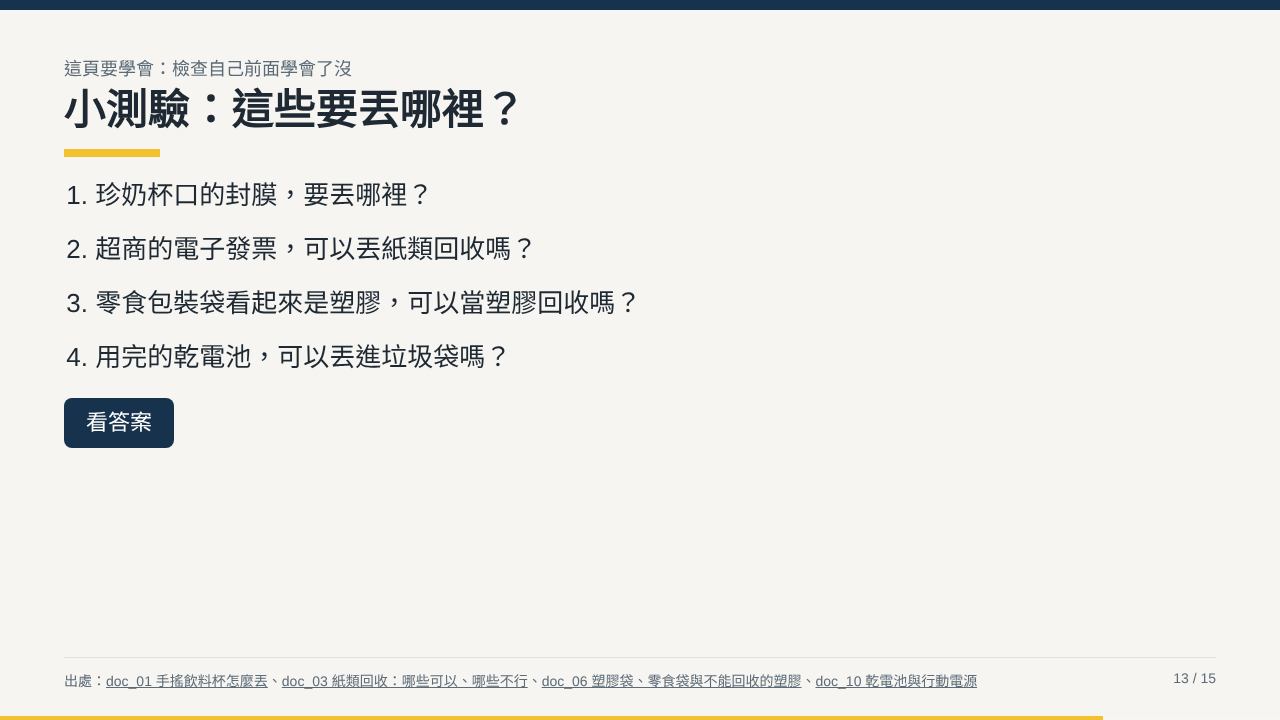 這頁要學會：檢查自己前面學會了沒
小測驗：這些要丟哪裡？
1. 珍奶杯口的封膜，要丟哪裡？
2. 超商的電子發票，可以丟紙類回收嗎？
3. 零食包裝袋看起來是塑膠，可以當塑膠回收嗎？
4. 用完的乾電池，可以丟進垃圾袋嗎？
看答案
出處：doc_01 手搖飲料杯怎麼丟、doc_03 紙類回收：哪些可以、哪些不行、doc_06 塑膠袋、零食袋與不能回收的塑膠、doc_10 乾電池與行動電源
13 / 15